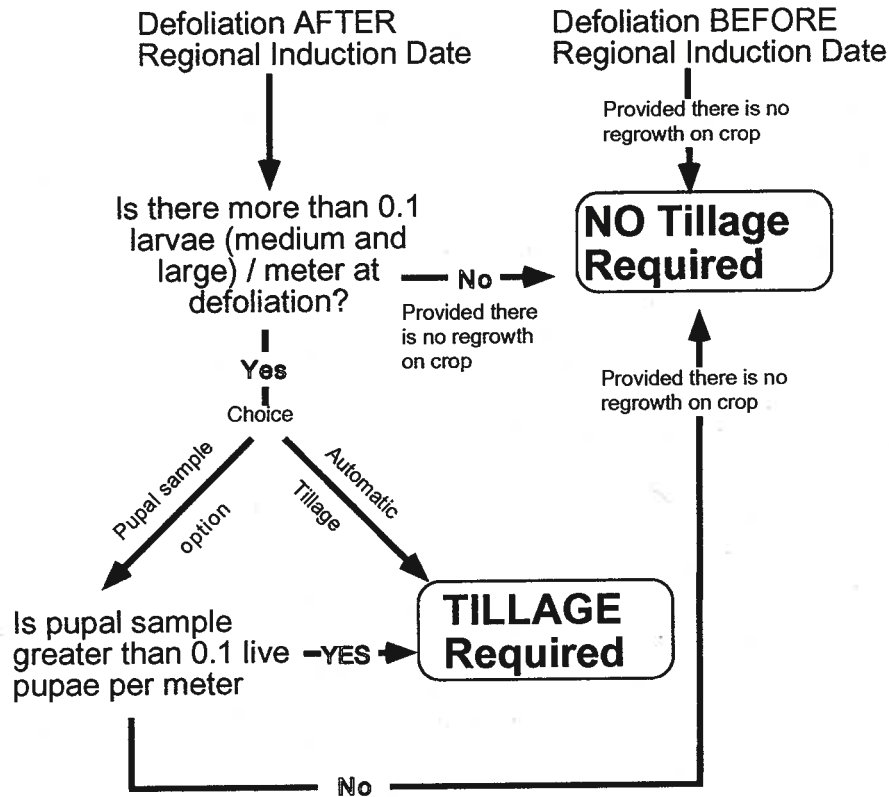 Defoliation AFTER
Regional Induction Date
Defoliation BEFORE
Regional Induction Date
Provided there is no
regrowth on crop
Is there more than 0.1
larvae (medium and
large) / meter at
defoliation?
No
Provided there
is no regrowth
on crop
NO Tillage
Required
Provided there is no
regrowth on crop
Yes
Choice
Pupal sample
option
Automatic
Tillage
Is pupal sample
greater than 0.1 live
pupae per meter
YES
TILLAGE
Required
No